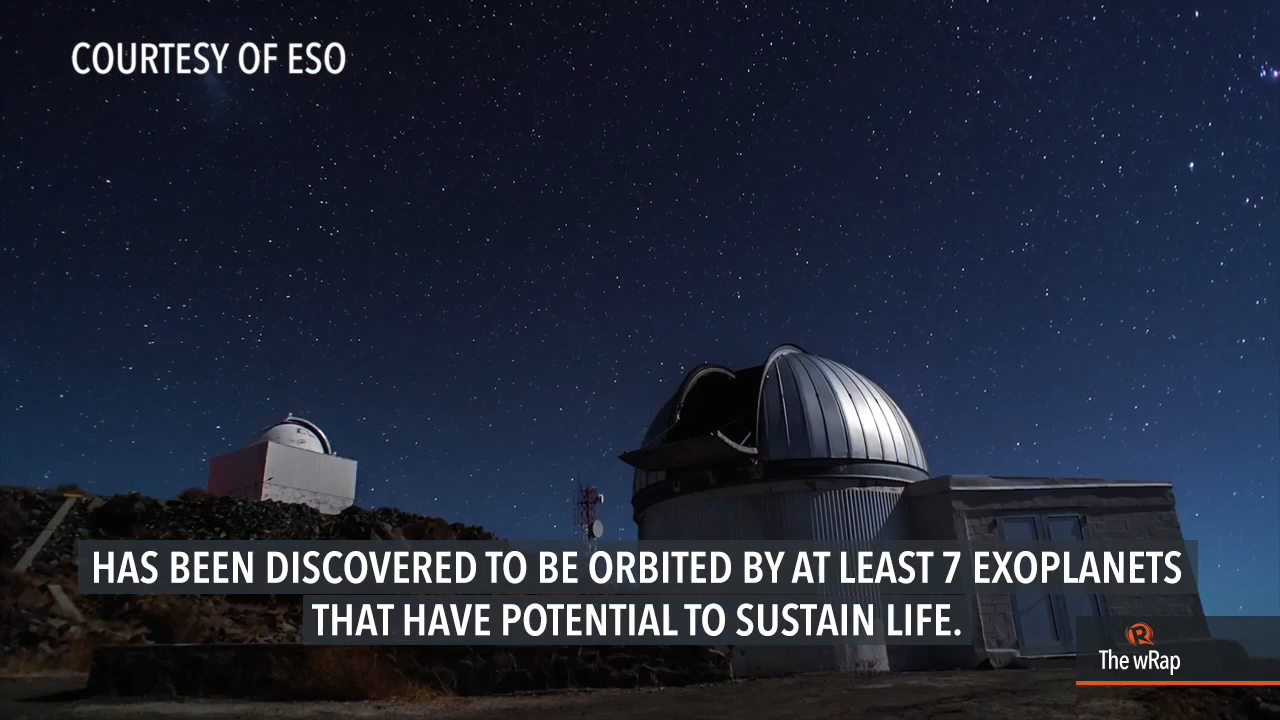 COURTESY OF ESO
HAS BEEN DISCOVERED TO BE ORBITED BY AT LEAST 7 EXOPLANETS
THAT HAVE POTENTIAL TO SUSTAIN LIFE.
R
The wRap